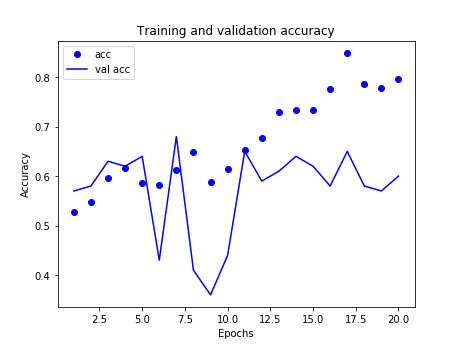 Training and validation accuracy
acc
val acc
Accuracy
0.8
0.7
0.6
0.5
0.4
2.5 5.0 7.5 10.0 12.5 15.0 17.5 20.0
Epochs